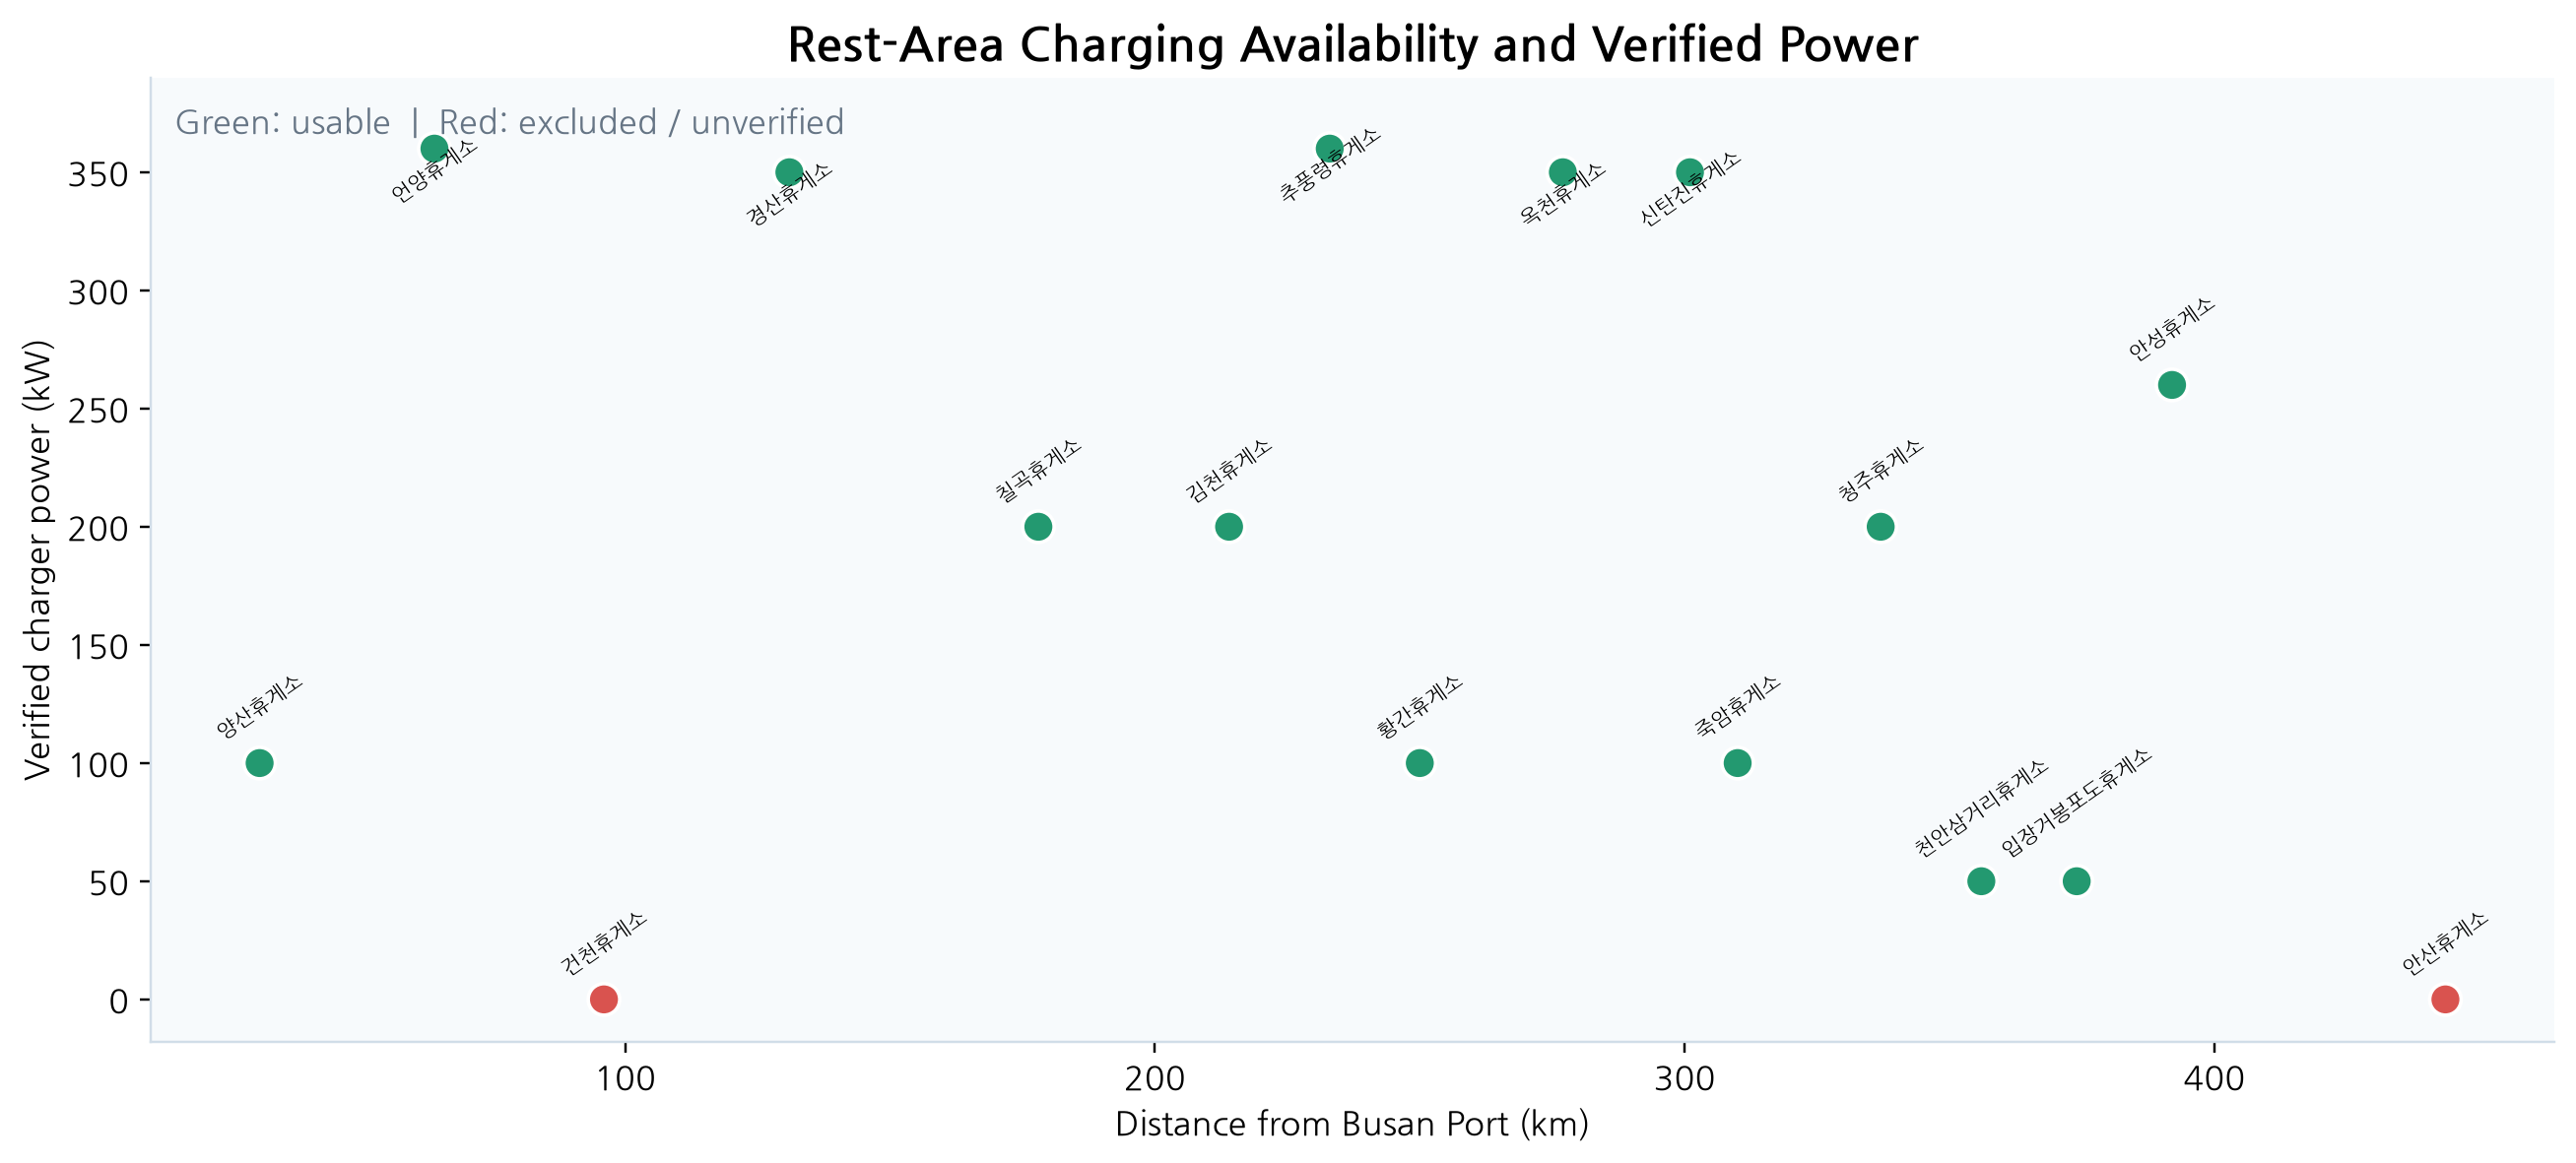 Rest-Area Charging Availability and Verified Power
Green: usable | Red: excluded / unverified
언양휴게소
경산휴게소
추풍령휴게소
옥천휴게소
신탄진휴게소
안성휴게소
칠곡휴게소
김천휴게소
청주휴게소
양산휴게소
황간휴게소
죽암휴게소
천안삼거리휴게소
입장거봉포도휴게소
건천휴게소
안산휴게소
Verified charger power (kW)
350
300
250
200
150
100
50
0
100 200 300 400
Distance from Busan Port (km)